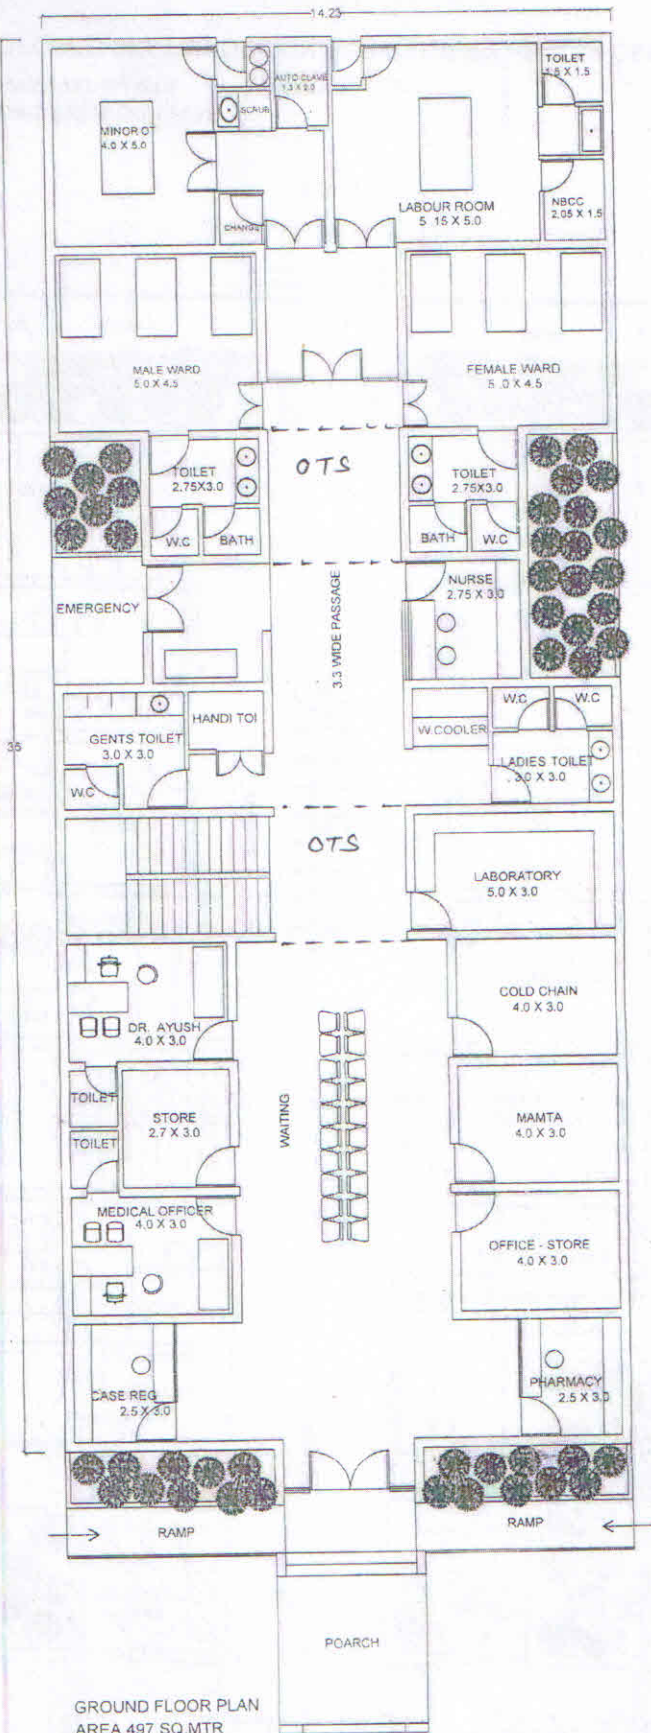 14.23
TOILET
1.5 X 1.5
AUTO CLAVE
1.3 X 2.0
SCRUB
MINOR OT
4.0 X 5.0
LABOUR ROOM
5 15 X 5.0
NBCC
2.05 X 1.5
CHANGE
MALE WARD
5.0 X 4.5
FEMALE WARD
5 .0 X 4.5
OTS
TOILET
2.75X3.0
TOILET
2.75X3.0
W.C
BATH
BATH
W.C
EMERGENCY
3.3 WIDE PASSAGE
NURSE
2.75 X 3.0
35
GENTS TOILET
3.0 X 3.0
HANDI TOI
W.C
W.C
W.C
W.COOLER
LADIES TOILET
3.0 X 3.0
OTS
LABORATORY
5.0 X 3.0
DR. AYUSH
4.0 X 3.0
COLD CHAIN
4.0 X 3.0
TOILET
STORE
2.7 X 3.0
WAITING
MAMTA
4.0 X 3.0
TOILET
MEDICAL OFFICER
4.0 X 3.0
OFFICE - STORE
4.0 X 3.0
CASE REG
2.5 X 3.0
PHARMACY
2.5 X 3.0
RAMP
RAMP
POARCH
GROUND FLOOR PLAN
AREA 497 SQ.MTR